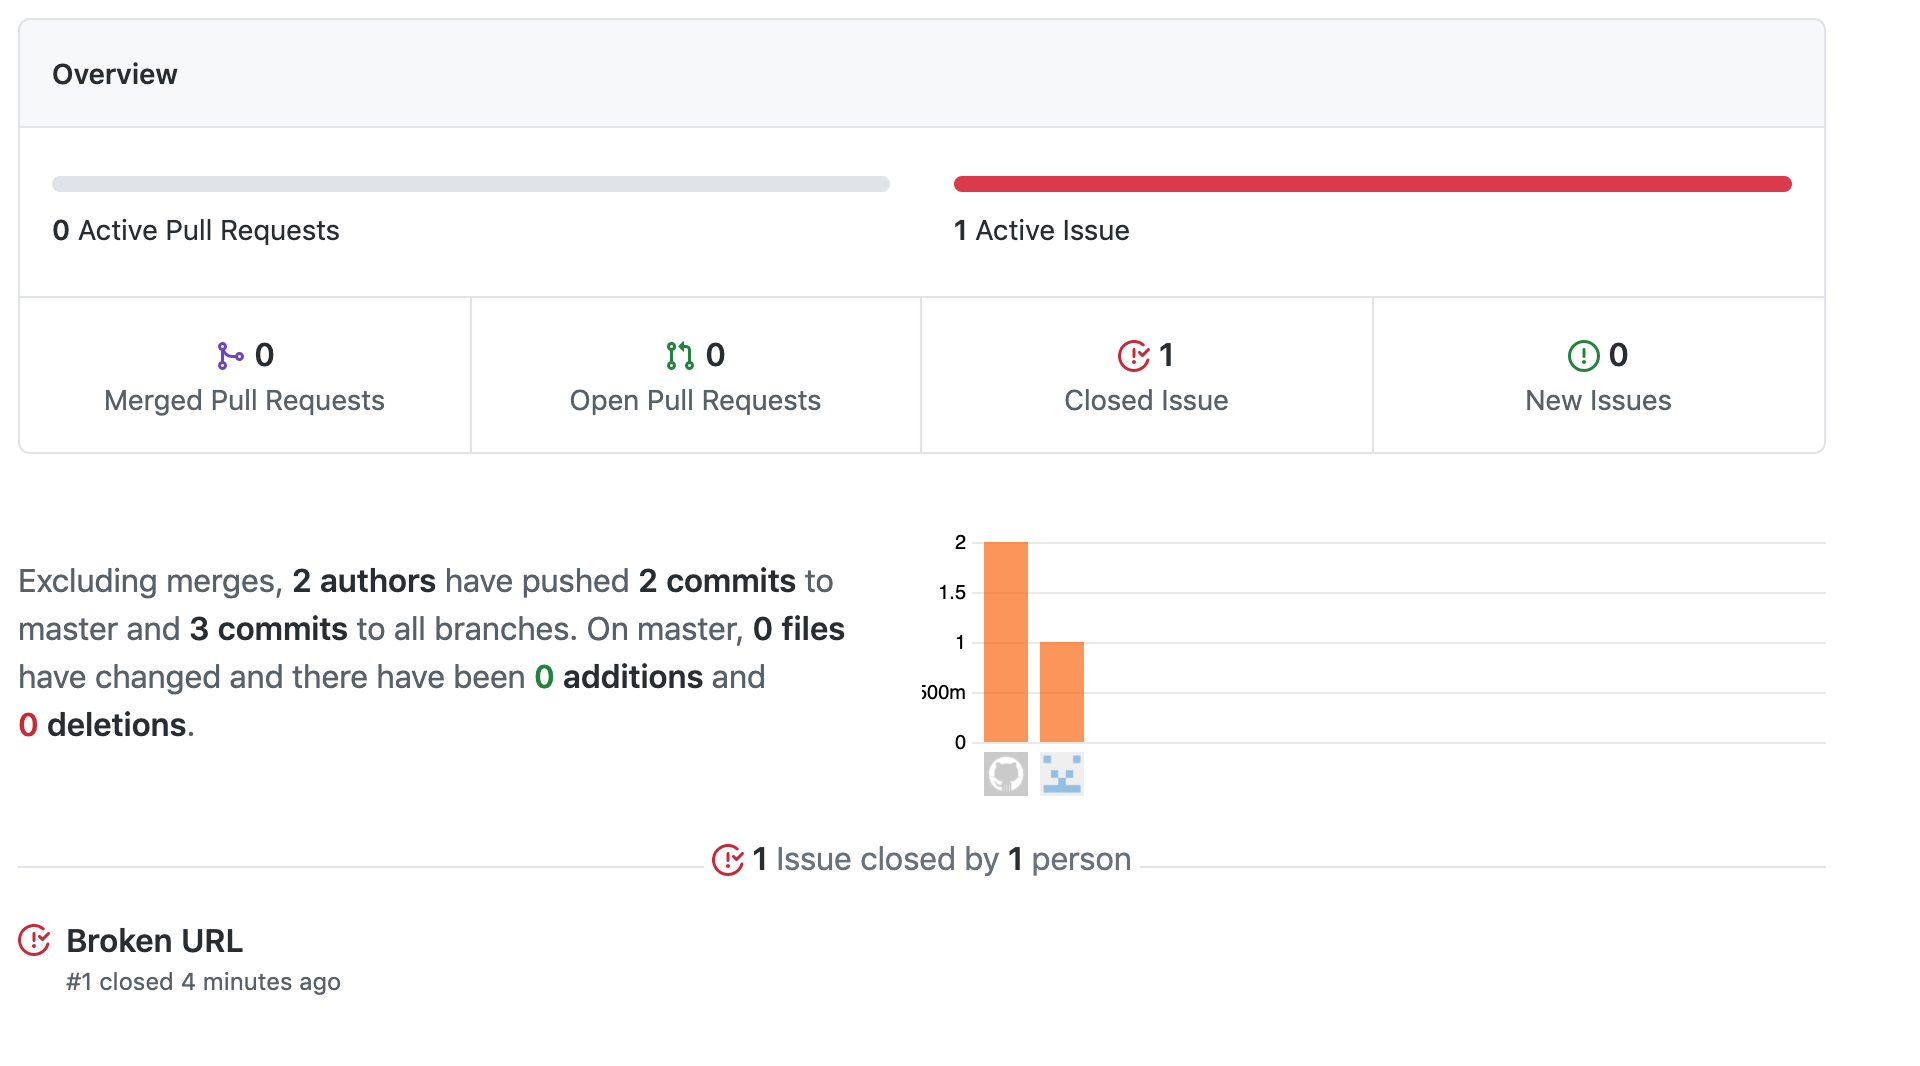 Overview
0 Active Pull Requests
1 Active Issue
0
Merged Pull Requests
0
Open Pull Requests
1
Closed Issue
0
New Issues
Excluding merges, 2 authors have pushed 2 commits to
master and 3 commits to all branches. On master, 0 files
have changed and there have been 0 additions and
0 deletions.
2
1.5
1
500m
0
1 Issue closed by 1 person
Broken URL
#1 closed 4 minutes ago